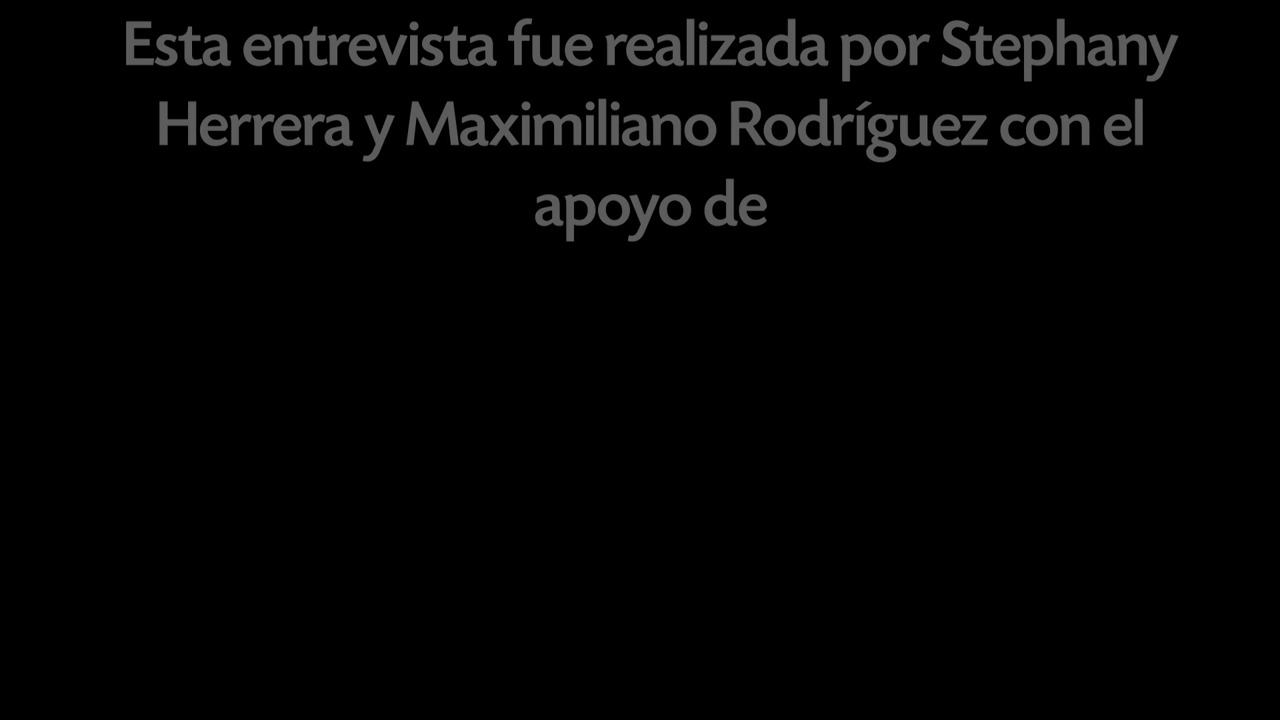 Esta entrevista fue realizada por Stephany
Herrera y Maximiliano Rodríguez con el
apoyo de